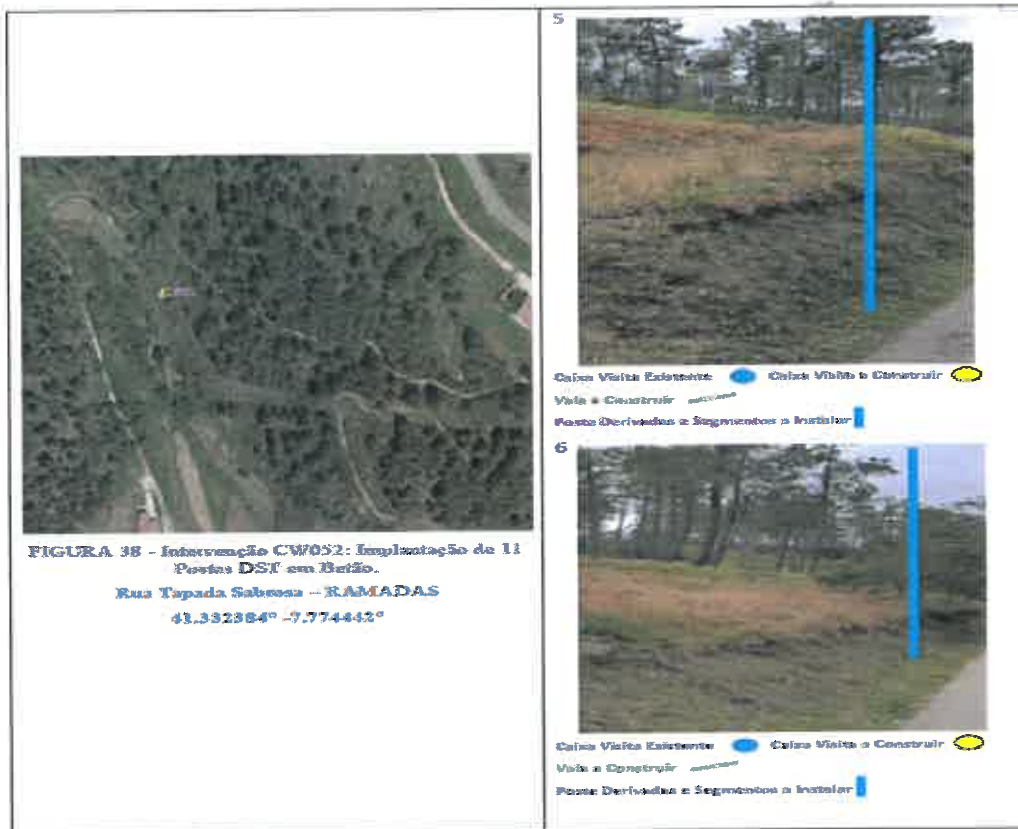 FIGURA 38 - Intervenção CW052: Implantação de 11
Postes DST em Betão.
Rua Tapada Sabrosa – RAMADAS
41.332384° -7.774442°
5
Caixa Visita Existente Caixa Visita a Construir
Vala a Construir
Poste Derivadas e Segmentos a Instalar
6
Caixa Visita Existente Caixa Visita a Construir
Vala a Construir
Poste Derivadas e Segmentos a Instalar